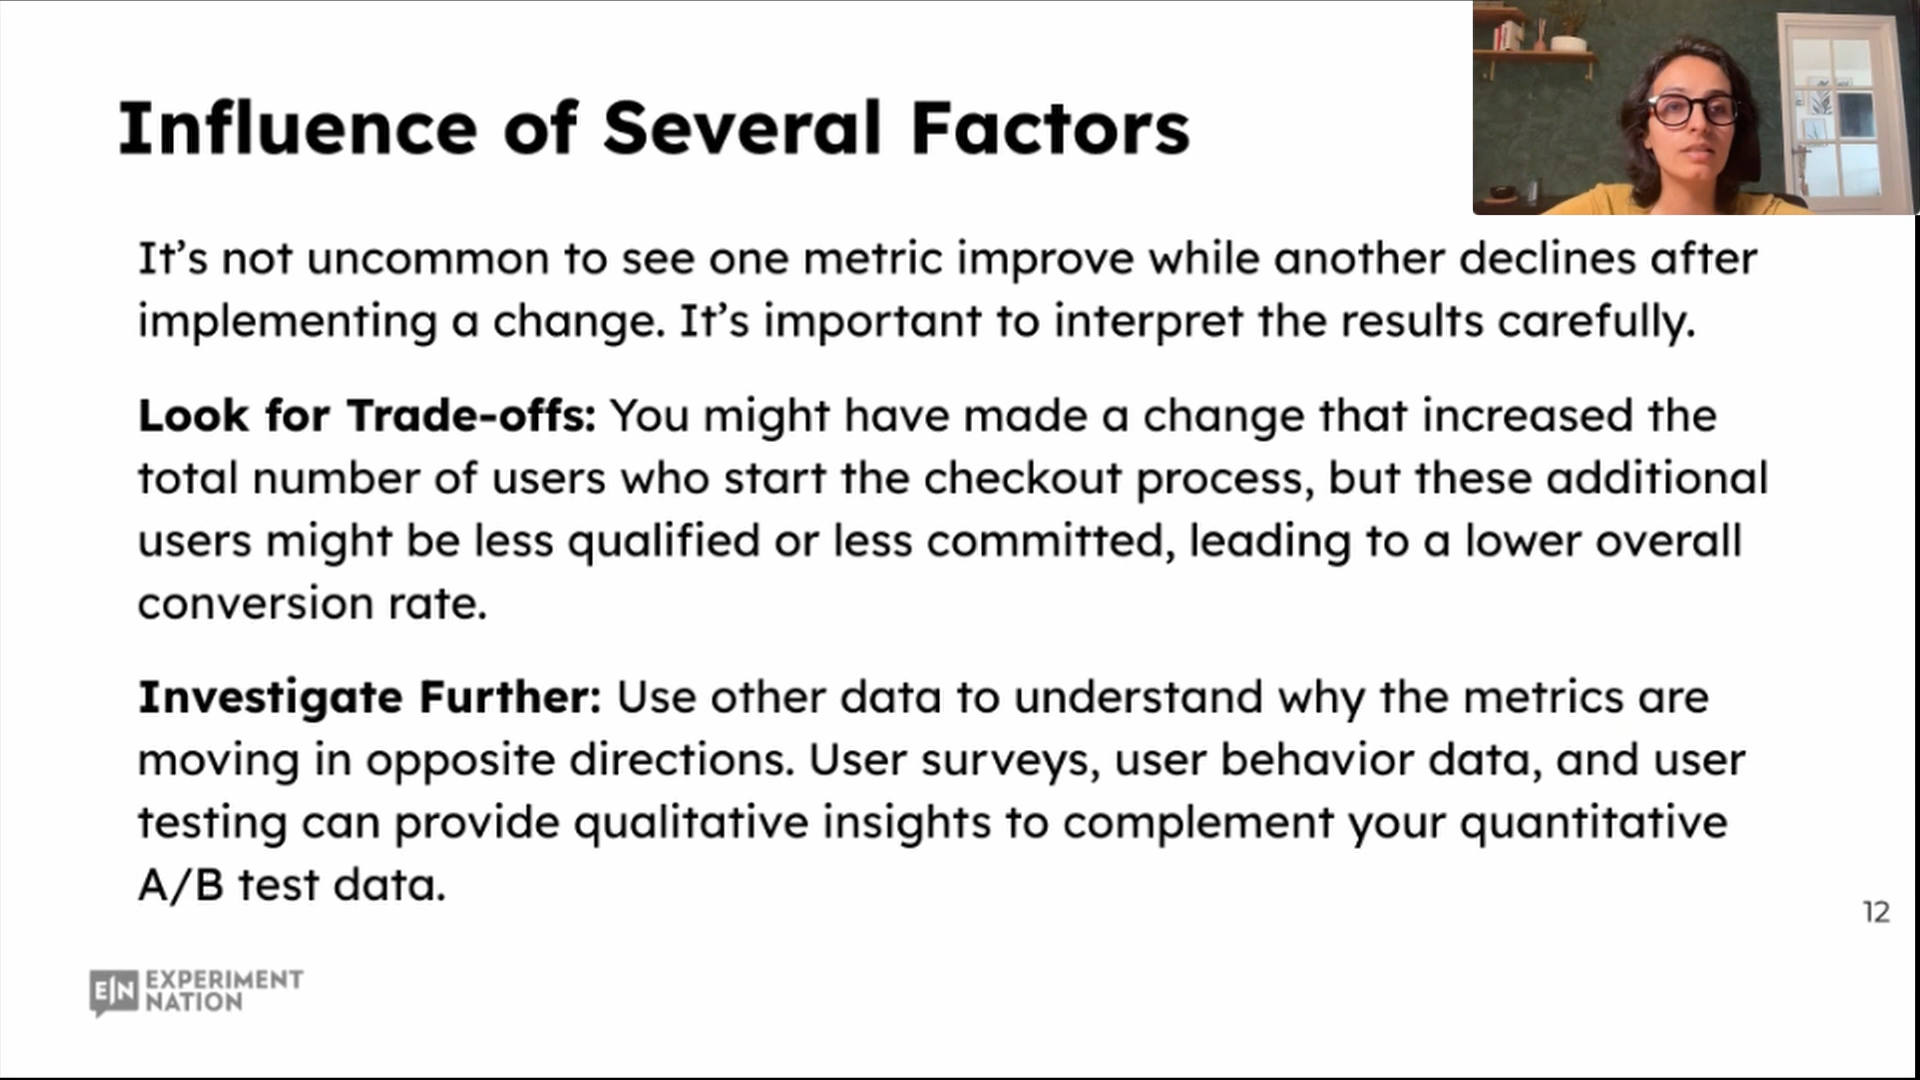 Influence of Several Factors
It’s not uncommon to see one metric improve while another declines after
implementing a change. It’s important to interpret the results carefully.
Look for Trade-offs: You might have made a change that increased the
total number of users who start the checkout process, but these additional
users might be less qualified or less committed, leading to a lower overall
conversion rate.
Investigate Further: Use other data to understand why the metrics are
moving in opposite directions. User surveys, user behavior data, and user
testing can provide qualitative insights to complement your quantitative
A/B test data.
12
E|N EXPERIMENT
NATION